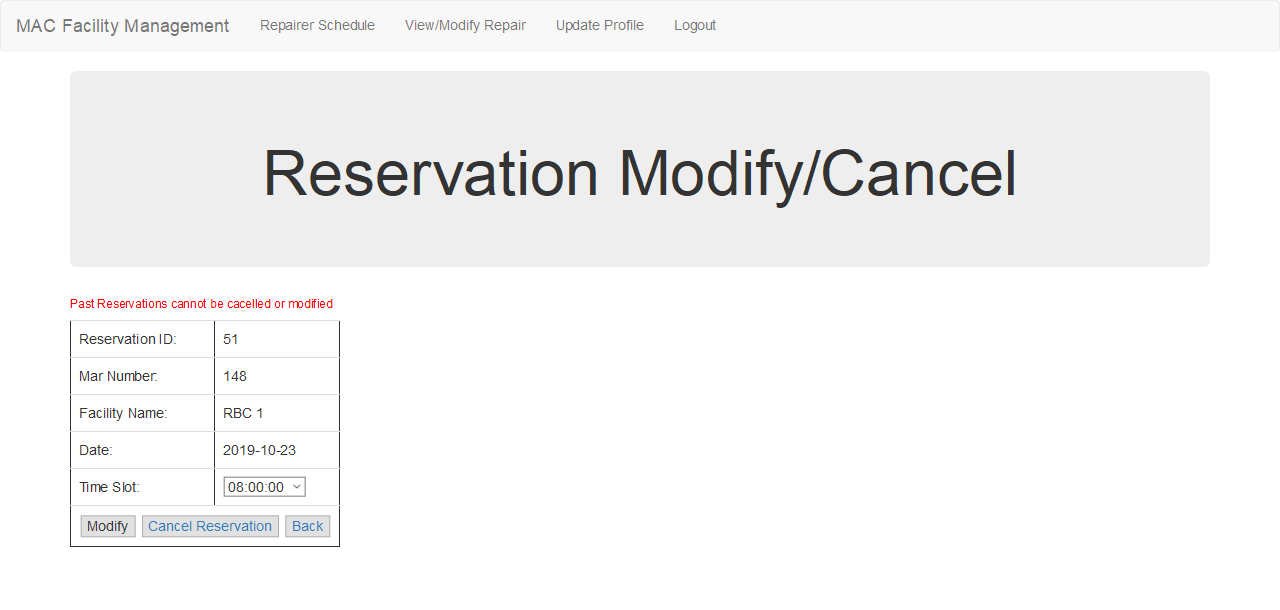 MAC Facility Management Repairer Schedule View/Modify Repair Update Profile Logout
Reservation Modify/Cancel
Past Reservations cannot be cacelled or modified
Reservation ID: 51
Mar Number: 148
Facility Name: RBC 1
Date: 2019-10-23
Time Slot: 08:00:00
Modify Cancel Reservation Back